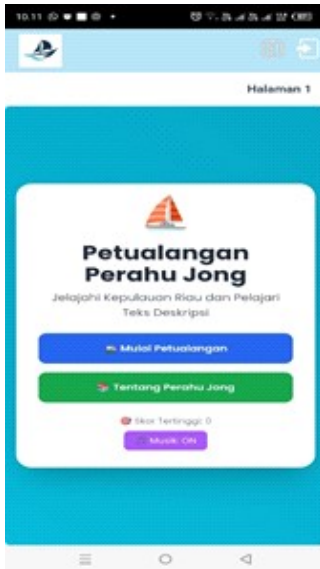 10.11
Halaman 1
Petualangan
Perahu Jong
Jelajahi Kepulauan Riau dan Pelajari
Teks Deskripsi
Mulai Petualangan
Tentang Perahu Jong
Skor Tertinggi: 0
Musik: ON